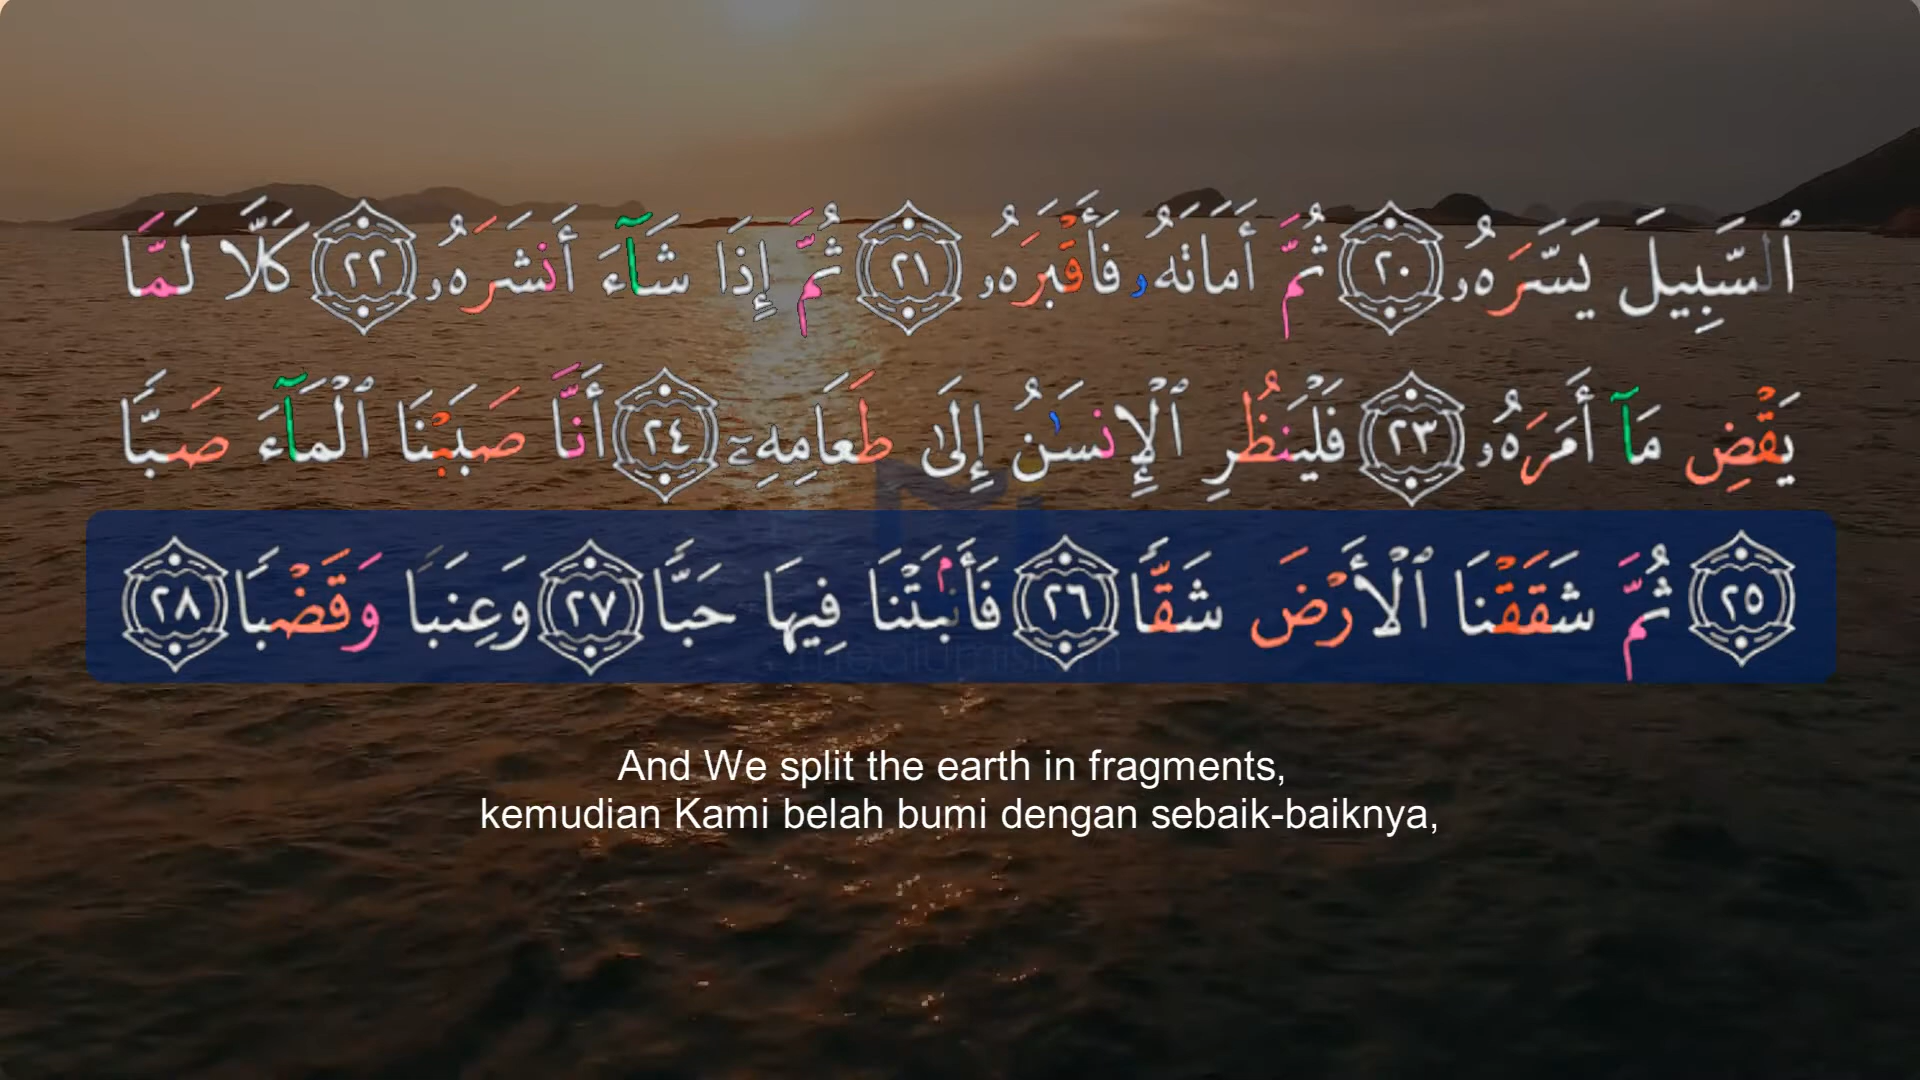 ٱلسَّبِيلَ يَسَّرَهُۥ ٢٠ ثُمَّ أَمَاتَهُۥ فَأَقْبَرَهُۥ ٢١ ثُمَّ إِذَا شَآءَ أَنشَرَهُۥ ٢٢ كَلَّا لَمَّا
يَقْضِ مَآ أَمَرَهُۥ ٢٣ فَلْيَنظُرِ ٱلْإِنسَٰنُ إِلَىٰ طَعَامِهِۦٓ ٢٤ أَنَّا صَبَبْنَا ٱلْمَآءَ صَبًّا
٢٥ ثُمَّ شَقَقْنَا ٱلْأَرْضَ شَقًّا ٢٦ فَأَنۢبَتْنَا فِيهَا حَبًّا ٢٧ وَعِنَبًا وَقَضْبًا ٢٨
And We split the earth in fragments,
kemudian Kami belah bumi dengan sebaik-baiknya,